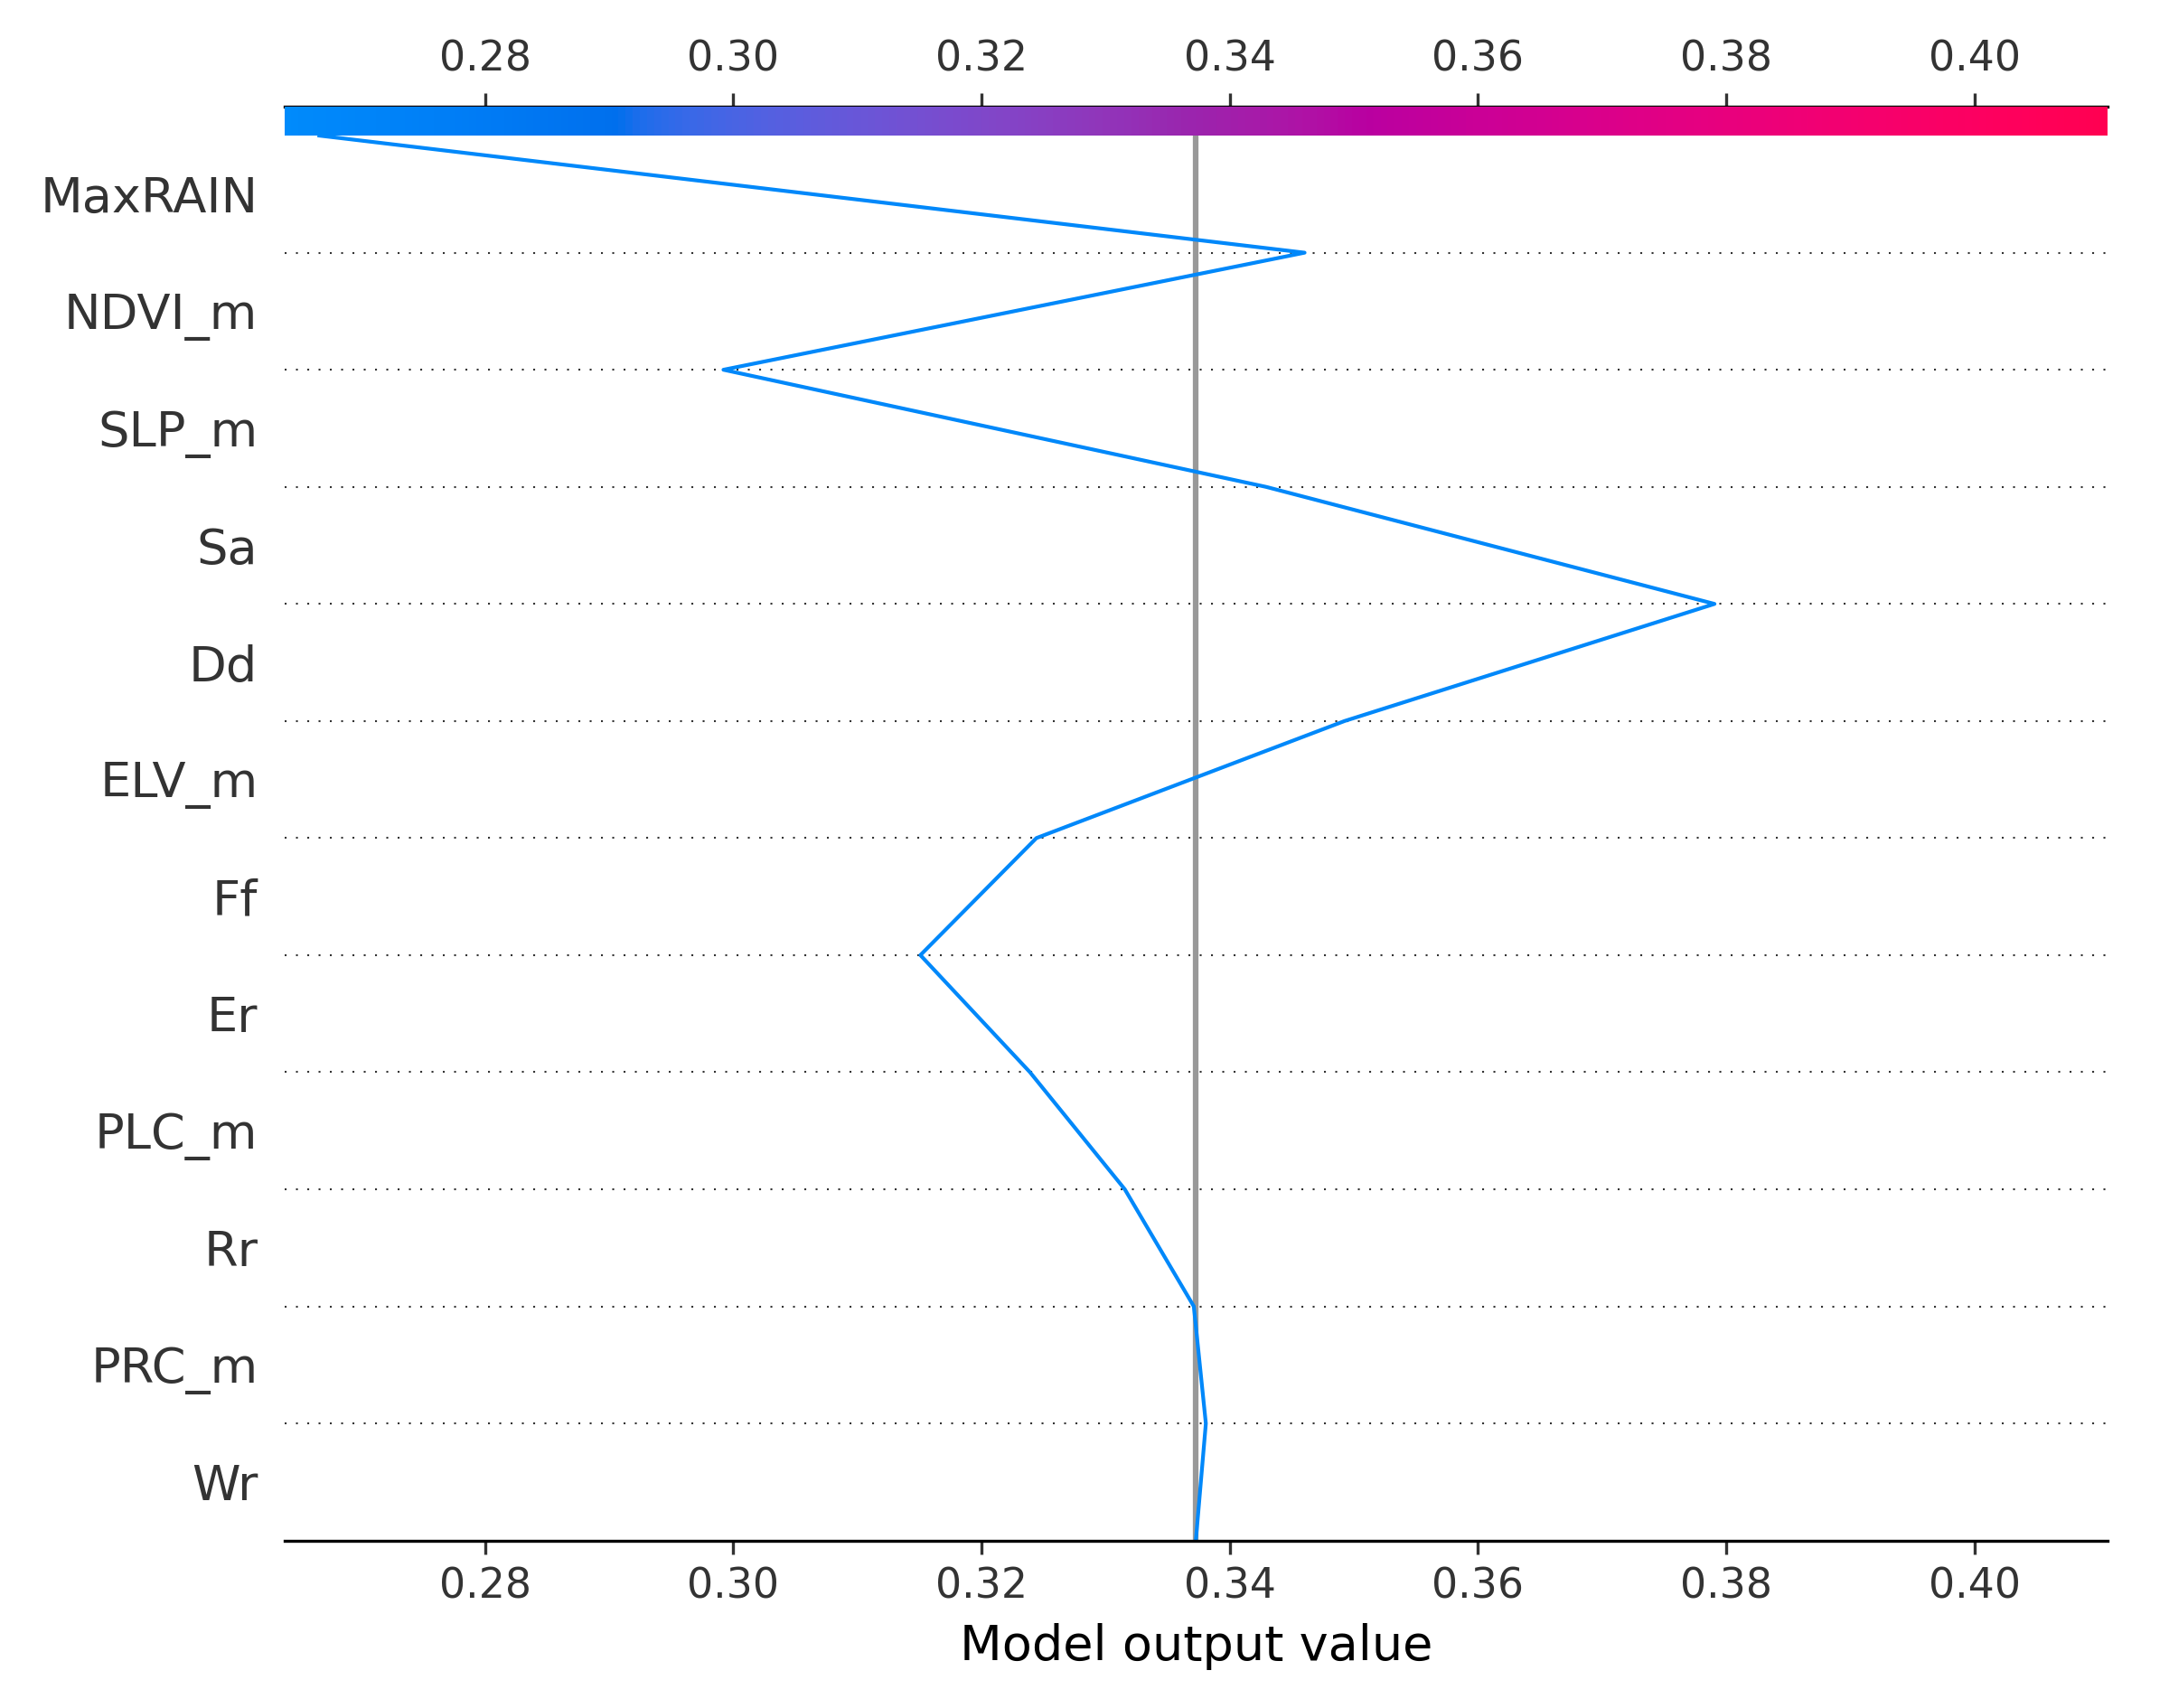 0.28 0.30 0.32 0.34 0.36 0.38 0.40
MaxRAIN
NDVI_m
SLP_m
Sa
Dd
ELV_m
Ff
Er
PLC_m
Rr
PRC_m
Wr
0.28 0.30 0.32 0.34 0.36 0.38 0.40
Model output value